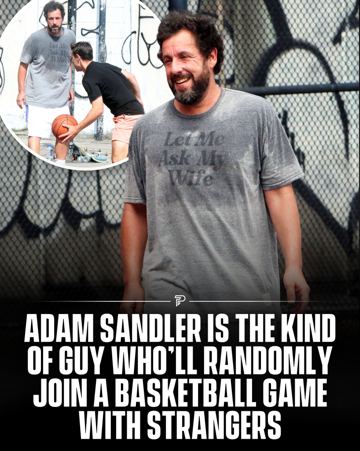 Let Me
Ask My
Wife
ADAM SANDLER IS THE KIND
OF GUY WHO'LL RANDOMLY
JOIN A BASKETBALL GAME
WITH STRANGERS